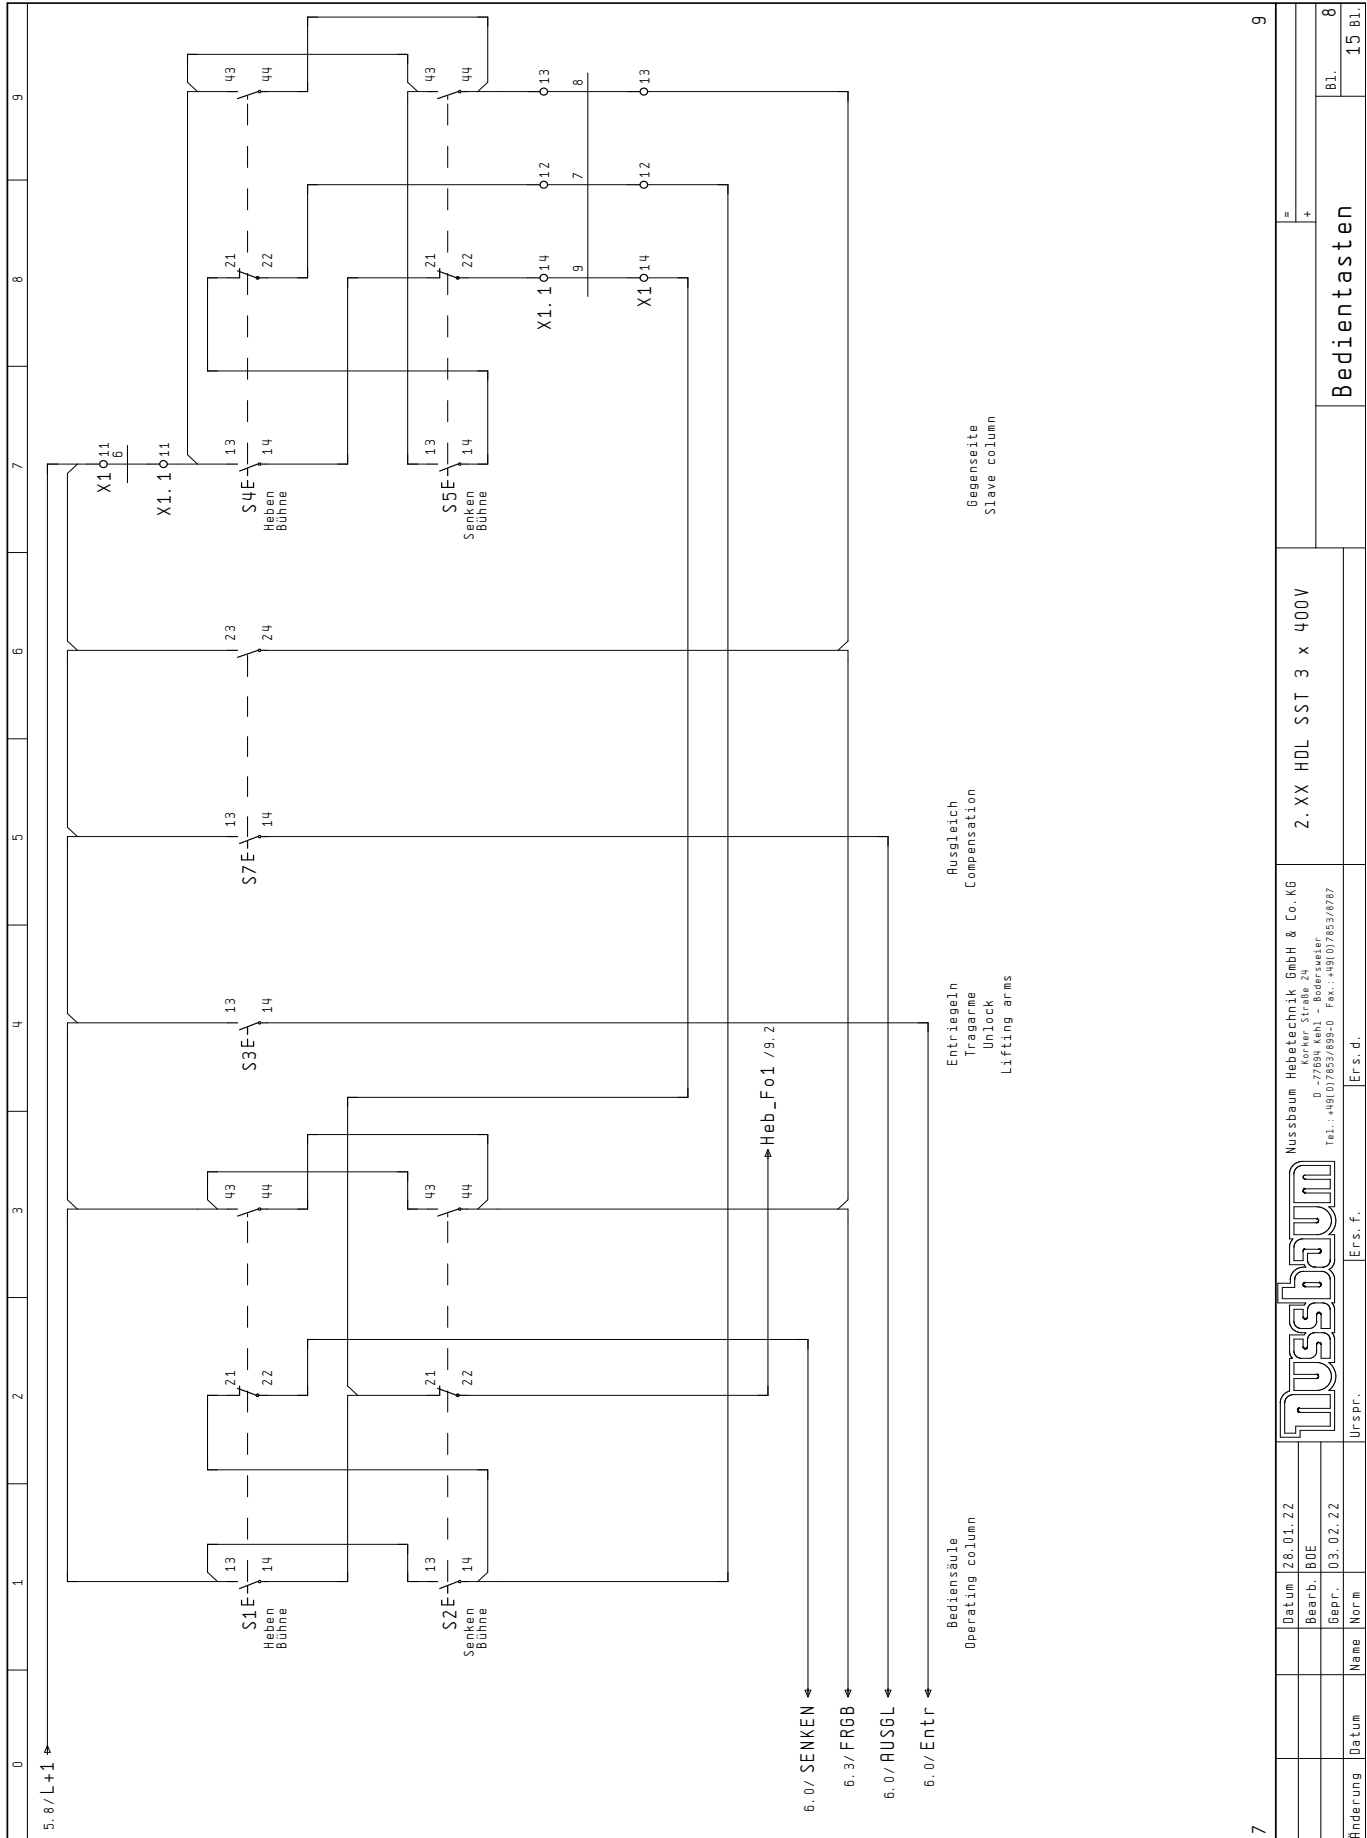 0 1 2 3 4 5 6 7 8 9
5.8/L+1
X1 11
6
X1.1 11
S1 E 13 14
Heben
Bühne
21 22
43 44
S3 E 13 14
S7 E 13 14
23 24
S4 E 13 14
Heben
Bühne
21 22
43 44
S2 E 13 14
Senken
Bühne
21 22
43 44
S5 E 13 14
Senken
Bühne
21 22
43 44
X1.1 14 12 13
9 7 8
X1 14 12 13
Heb_Fo1 /9.2
6.0/SENKEN
6.3/FRGB
6.0/AUSGL
6.0/Entr
Bediensäule
Operating column
Entriegeln
Tragarme
Unlock
Lifting arms
Ausgleich
Compensation
Gegenseite
Slave column
7
9
Änderung Datum Name Norm
Datum 28.01.22
Bearb. BOE
Gepr. 03.02.22
Nussbaum
Nussbaum Hebetechnik GmbH & Co.KG
Korker Straße 24
D -77694 Kehl - Bodersweier
Tel.:+49(0)7853/899-0 Fax.:+49(0)7853/8787
Urspr. Ers.f. Ers.d.
2.XX HDL SST 3 x 400V
Bedientasten
=
+
Bl. 8
15 Bl.